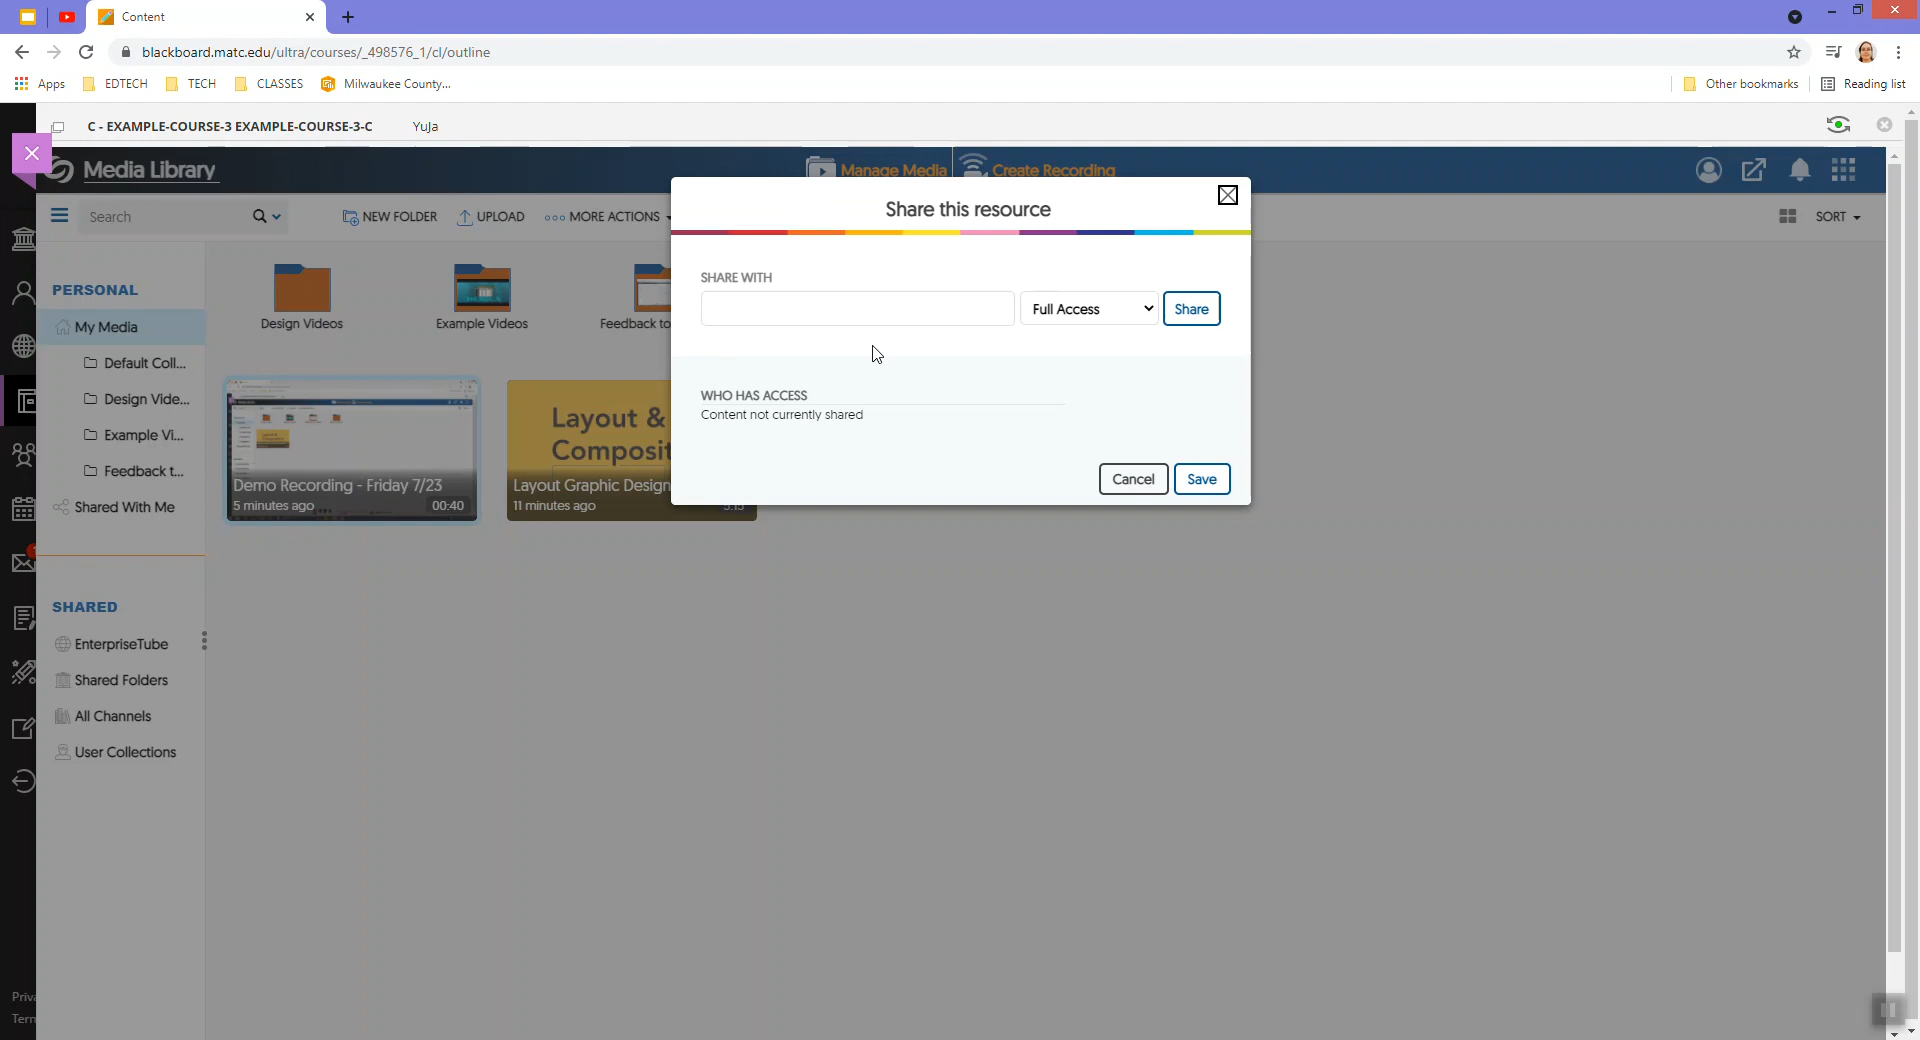 Content
blackboard.matc.edu/ultra/courses/_498576_1/cl/outline
Apps EDTECH TECH CLASSES Milwaukee County... Other bookmarks Reading list
C - EXAMPLE-COURSE-3 EXAMPLE-COURSE-3-C YuJa
Media Library Manage Media Create Recording
Search NEW FOLDER UPLOAD MORE ACTIONS SORT
Share this resource
SHARE WITH
Full Access Share
WHO HAS ACCESS
Content not currently shared
Cancel Save
PERSONAL
My Media
Default Coll...
Design Vide...
Example Vi...
Feedback t...
Shared With Me
SHARED
EnterpriseTube
Shared Folders
All Channels
User Collections
Design Videos Example Videos Feedback to
Demo Recording - Friday 7/23
5 minutes ago 00:40
Layout &
Composit
Layout Graphic Design
11 minutes ago
Priva
Term